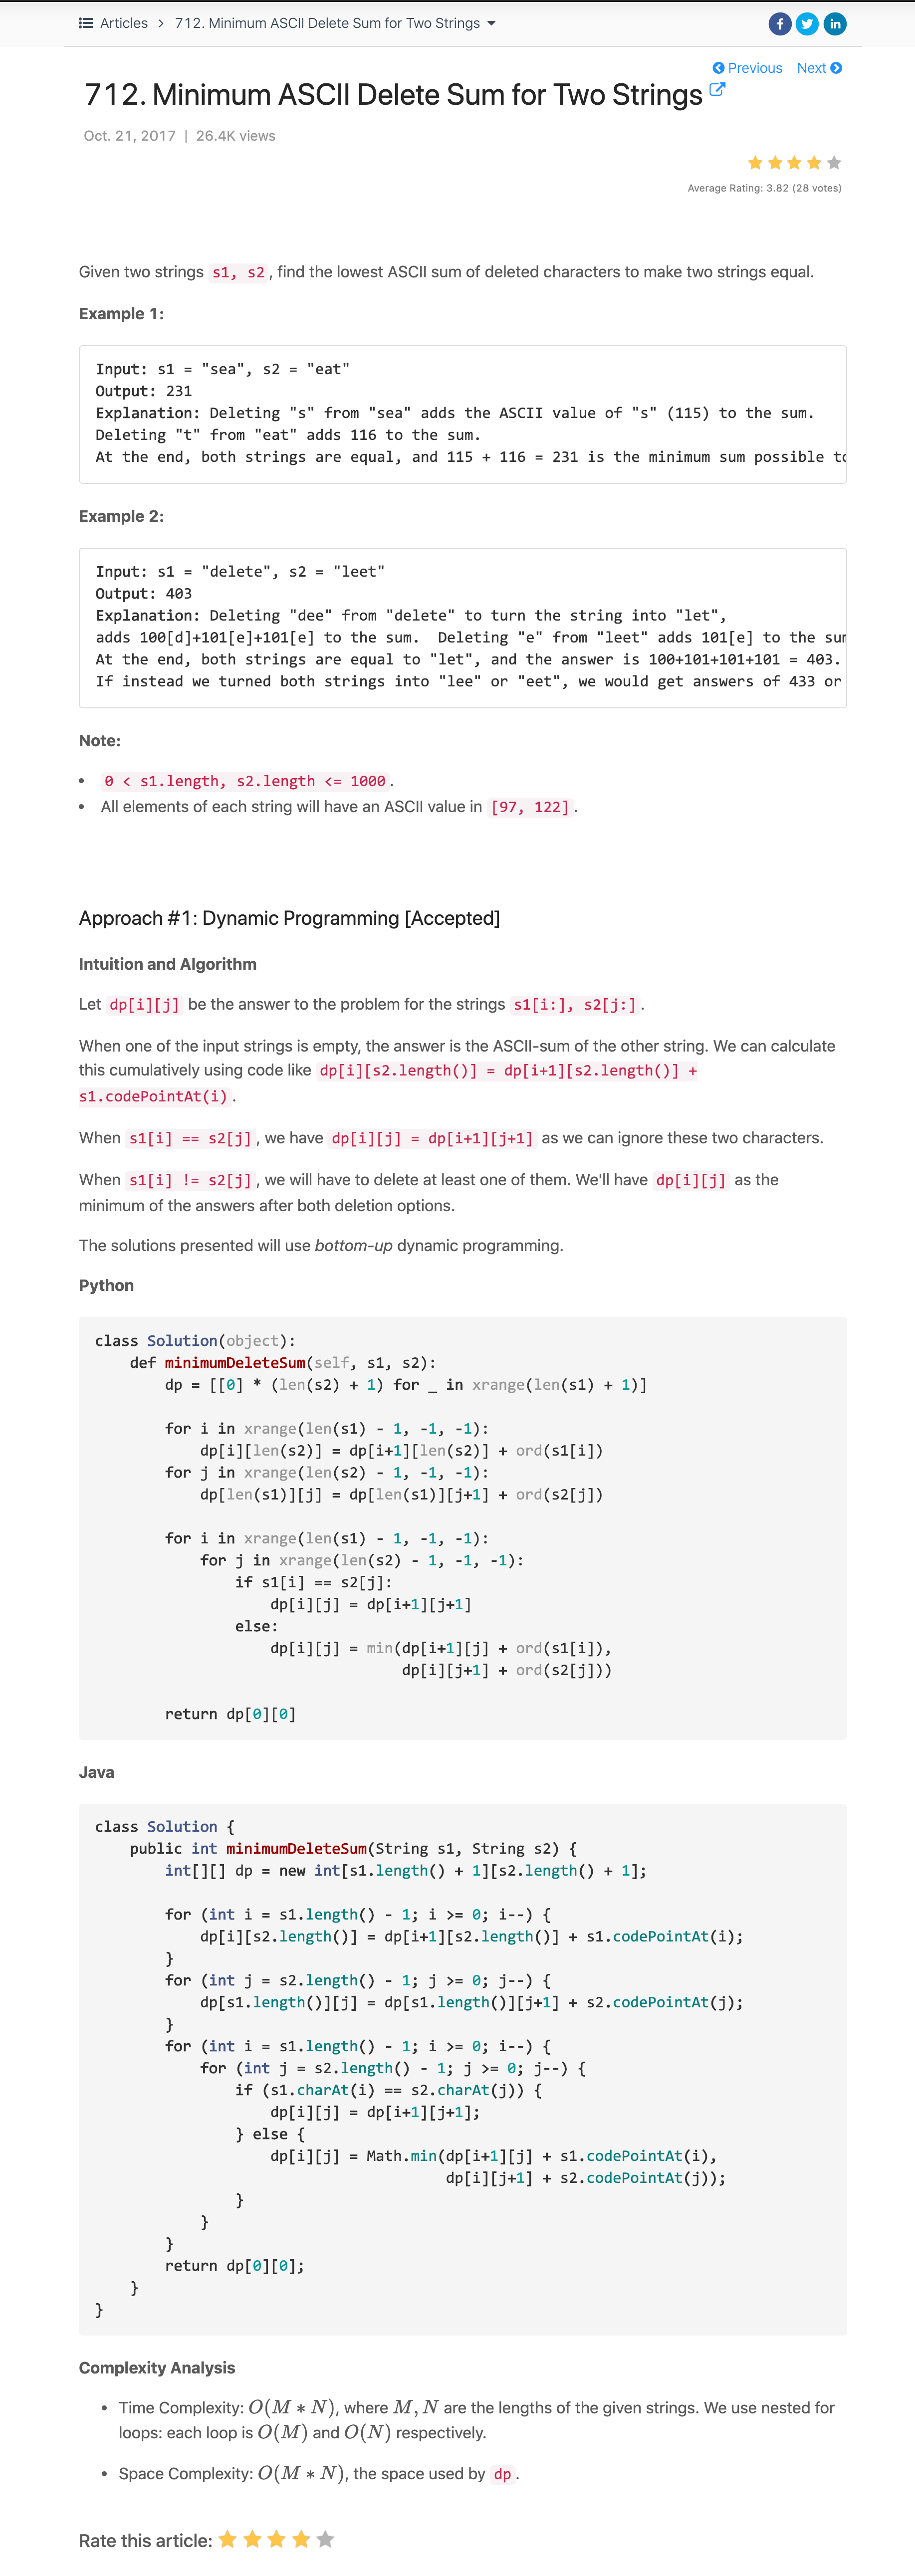 Articles > 712. Minimum ASCII Delete Sum for Two Strings
Previous Next
712. Minimum ASCII Delete Sum for Two Strings
Oct. 21, 2017 | 26.4K views
Average Rating: 3.82 (28 votes)
Given two strings s1, s2, find the lowest ASCII sum of deleted characters to make two strings equal.
Example 1:
Input: s1 = "sea", s2 = "eat"
Output: 231
Explanation: Deleting "s" from "sea" adds the ASCII value of "s" (115) to the sum.
Deleting "t" from "eat" adds 116 to the sum.
At the end, both strings are equal, and 115 + 116 = 231 is the minimum sum possible to
Example 2:
Input: s1 = "delete", s2 = "leet"
Output: 403
Explanation: Deleting "dee" from "delete" to turn the string into "let",
adds 100[d]+101[e]+101[e] to the sum.  Deleting "e" from "leet" adds 101[e] to the sum
At the end, both strings are equal to "let", and the answer is 100+101+101+101 = 403.
If instead we turned both strings into "lee" or "eet", we would get answers of 433 or
Note:
• 0 < s1.length, s2.length <= 1000.
• All elements of each string will have an ASCII value in [97, 122].
Approach #1: Dynamic Programming [Accepted]
Intuition and Algorithm
Let dp[i][j] be the answer to the problem for the strings s1[i:], s2[j:].
When one of the input strings is empty, the answer is the ASCII-sum of the other string. We can calculate
this cumulatively using code like dp[i][s2.length()] = dp[i+1][s2.length()] +
s1.codePointAt(i).
When s1[i] == s2[j], we have dp[i][j] = dp[i+1][j+1] as we can ignore these two characters.
When s1[i] != s2[j], we will have to delete at least one of them. We'll have dp[i][j] as the
minimum of the answers after both deletion options.
The solutions presented will use bottom-up dynamic programming.
Python
class Solution(object):
    def minimumDeleteSum(self, s1, s2):
        dp = [[0] * (len(s2) + 1) for _ in xrange(len(s1) + 1)]
        for i in xrange(len(s1) - 1, -1, -1):
            dp[i][len(s2)] = dp[i+1][len(s2)] + ord(s1[i])
        for j in xrange(len(s2) - 1, -1, -1):
            dp[len(s1)][j] = dp[len(s1)][j+1] + ord(s2[j])
        for i in xrange(len(s1) - 1, -1, -1):
            for j in xrange(len(s2) - 1, -1, -1):
                if s1[i] == s2[j]:
                    dp[i][j] = dp[i+1][j+1]
                else:
                    dp[i][j] = min(dp[i+1][j] + ord(s1[i]),
                                   dp[i][j+1] + ord(s2[j]))
        return dp[0][0]
Java
class Solution {
    public int minimumDeleteSum(String s1, String s2) {
        int[][] dp = new int[s1.length() + 1][s2.length() + 1];
        for (int i = s1.length() - 1; i >= 0; i--) {
            dp[i][s2.length()] = dp[i+1][s2.length()] + s1.codePointAt(i);
        }
        for (int j = s2.length() - 1; j >= 0; j--) {
            dp[s1.length()][j] = dp[s1.length()][j+1] + s2.codePointAt(j);
        }
        for (int i = s1.length() - 1; i >= 0; i--) {
            for (int j = s2.length() - 1; j >= 0; j--) {
                if (s1.charAt(i) == s2.charAt(j)) {
                    dp[i][j] = dp[i+1][j+1];
                } else {
                    dp[i][j] = Math.min(dp[i+1][j] + s1.codePointAt(i),
                                        dp[i][j+1] + s2.codePointAt(j));
                }
            }
        }
        return dp[0][0];
    }
}
Complexity Analysis
• Time Complexity: O(M ∗ N), where M, N are the lengths of the given strings. We use nested for
loops: each loop is O(M) and O(N) respectively.
• Space Complexity: O(M ∗ N), the space used by dp.
Rate this article: